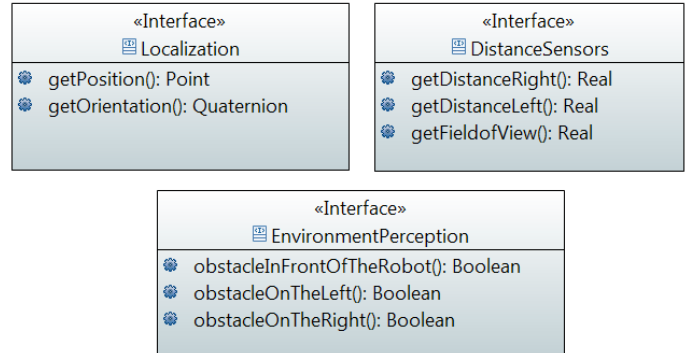 «Interface»
Localization
getPosition(): Point
getOrientation(): Quaternion
«Interface»
DistanceSensors
getDistanceRight(): Real
getDistanceLeft(): Real
getFieldofView(): Real
«Interface»
EnvironmentPerception
obstacleInFrontOfTheRobot(): Boolean
obstacleOnTheLeft(): Boolean
obstacleOnTheRight(): Boolean